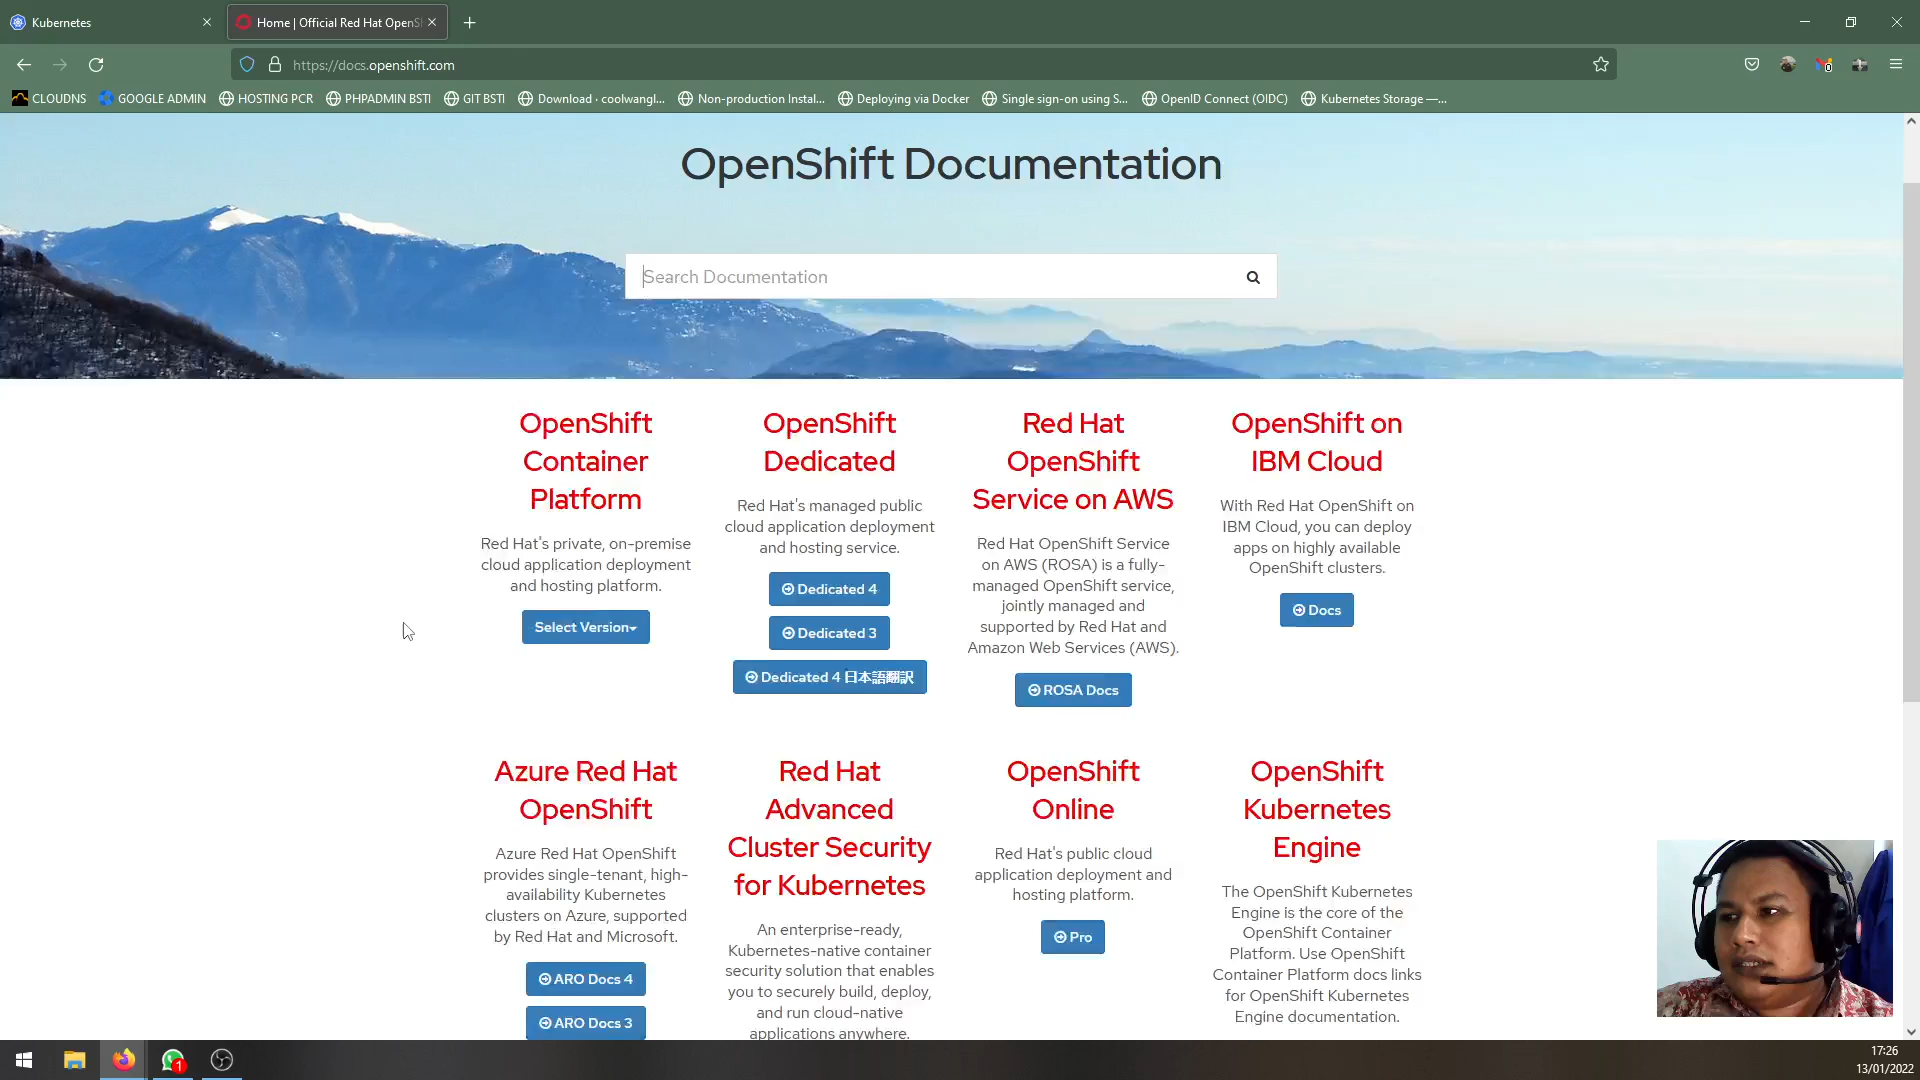 Kubernetes
Home | Official Red Hat OpenSh
https://docs.openshift.com
CLOUDNS
GOOGLE ADMIN
HOSTING PCR
PHPADMIN BSTI
GIT BSTI
Download · coolwangl...
Non-production Instal...
Deploying via Docker
Single sign-on using S...
OpenID Connect (OIDC)
Kubernetes Storage —...
OpenShift Documentation
Search Documentation
OpenShift
Container
Platform
Red Hat's private, on-premise
cloud application deployment
and hosting platform.
Select Version
OpenShift
Dedicated
Red Hat's managed public
cloud application deployment
and hosting service.
Dedicated 4
Dedicated 3
Dedicated 4 日本語翻訳
Red Hat
OpenShift
Service on AWS
Red Hat OpenShift Service
on AWS (ROSA) is a fully-
managed OpenShift service,
jointly managed and
supported by Red Hat and
Amazon Web Services (AWS).
ROSA Docs
OpenShift on
IBM Cloud
With Red Hat OpenShift on
IBM Cloud, you can deploy
apps on highly available
OpenShift clusters.
Docs
Azure Red Hat
OpenShift
Azure Red Hat OpenShift
provides single-tenant, high-
availability Kubernetes
clusters on Azure, supported
by Red Hat and Microsoft.
ARO Docs 4
ARO Docs 3
Red Hat
Advanced
Cluster Security
for Kubernetes
An enterprise-ready,
Kubernetes-native container
security solution that enables
you to securely build, deploy,
and run cloud-native
applications anywhere.
OpenShift
Online
Red Hat's public cloud
application deployment and
hosting platform.
Pro
OpenShift
Kubernetes
Engine
The OpenShift Kubernetes
Engine is the core of the
OpenShift Container
Platform. Use OpenShift
Container Platform docs links
for OpenShift Kubernetes
Engine documentation.
0
1
17:26
13/01/2022